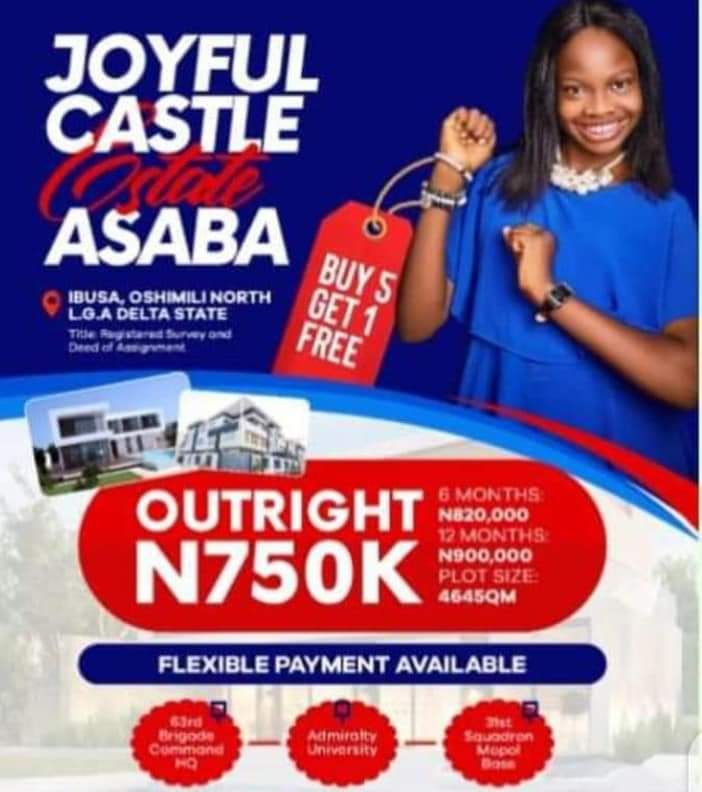 JOYFUL
CASTLE
Estate
ASABA
IBUSA, OSHIMILI NORTH
L.G.A DELTA STATE
Title: Registered Survey and
Deed of Assignment
BUY 5
GET 1
FREE
OUTRIGHT
N750K
6 MONTHS:
N820,000
12 MONTHS:
N900,000
PLOT SIZE:
464SQM
FLEXIBLE PAYMENT AVAILABLE
63rd
Brigade
Command
HQ
Admiralty
University
31st
Squadron
Mopol
Base